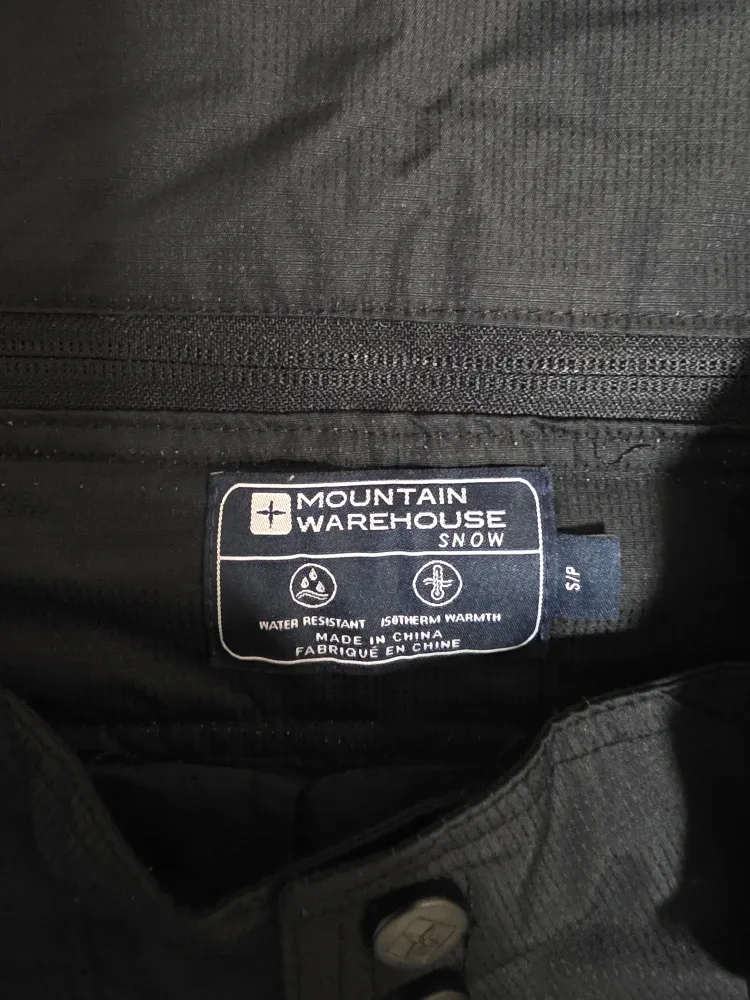 MOUNTAIN
WAREHOUSE
SNOW
S/P
WATER RESISTANT ISOTHERM WARMTH
MADE IN CHINA
FABRIQUÉ EN CHINE